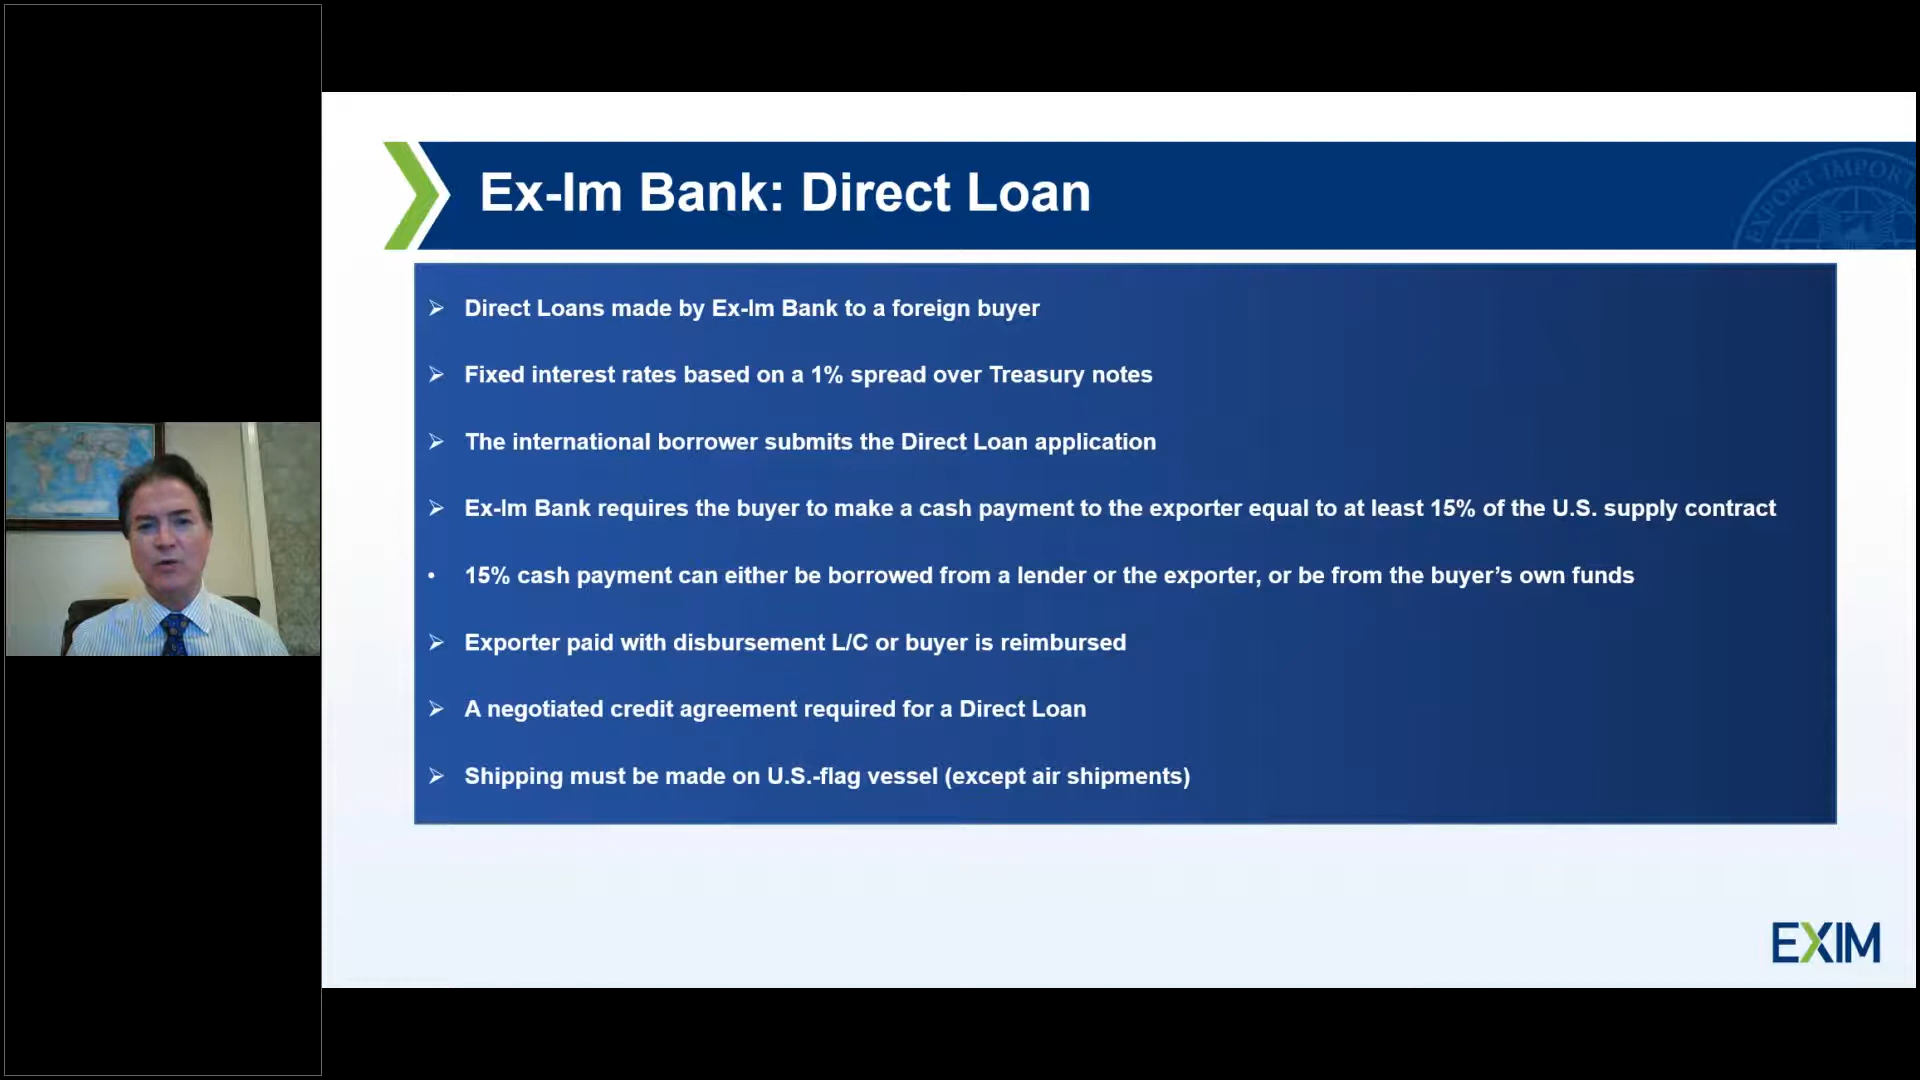 Ex-Im Bank: Direct Loan
EXPORT IMPORT
➢ Direct Loans made by Ex-Im Bank to a foreign buyer
➢ Fixed interest rates based on a 1% spread over Treasury notes
➢ The international borrower submits the Direct Loan application
➢ Ex-Im Bank requires the buyer to make a cash payment to the exporter equal to at least 15% of the U.S. supply contract
• 15% cash payment can either be borrowed from a lender or the exporter, or be from the buyer’s own funds
➢ Exporter paid with disbursement L/C or buyer is reimbursed
➢ A negotiated credit agreement required for a Direct Loan
➢ Shipping must be made on U.S.-flag vessel (except air shipments)
EXIM